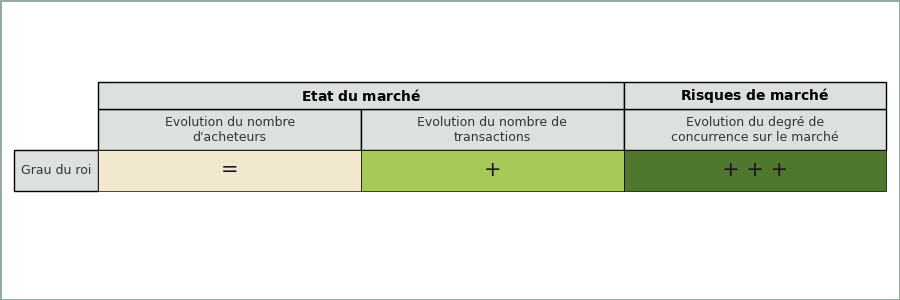 Etat du marché
Risques de marché
Evolution du nombre
d'acheteurs
Evolution du nombre de
transactions
Evolution du degré de
concurrence sur le marché
Grau du roi
=
+
+ + +